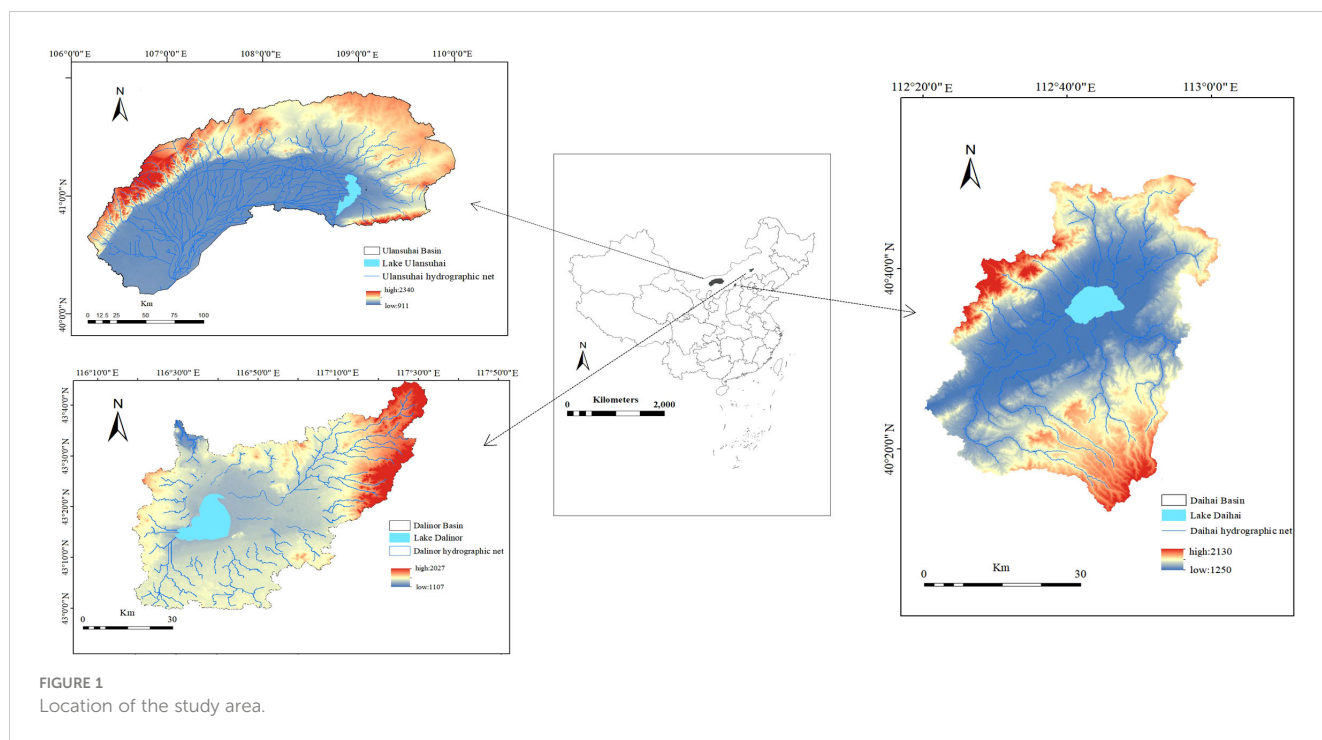 106°0'0"E 107°0'0"E 108°0'0"E 109°0'0"E 110°0'0"E
N
41°0'0"N
40°0'0"N
Ulansuhai Basin
Lake Ulansuhai
Ulansuhai hydrographic net
high:2340
low:911
Km
0 12.5 25 50 75 100
116°10'0"E 116°30'0"E 116°50'0"E 117°10'0"E 117°30'0"E 117°50'0"E
N
43°40'0"N
43°30'0"N
43°20'0"N
43°10'0"N
43°0'0"N
Dalinor Basin
Lake Dalinor
Dalinor hydrographic net
high:2027
low:1107
Km
0 30
N
Kilometers
0 2,000
112°20'0"E 112°40'0"E 113°0'0"E
N
40°40'0"N
40°20'0"N
Daihai Basin
Lake Daihai
Daihai hydrographic net
high:2130
low:1250
Km
0 30
FIGURE 1
Location of the study area.